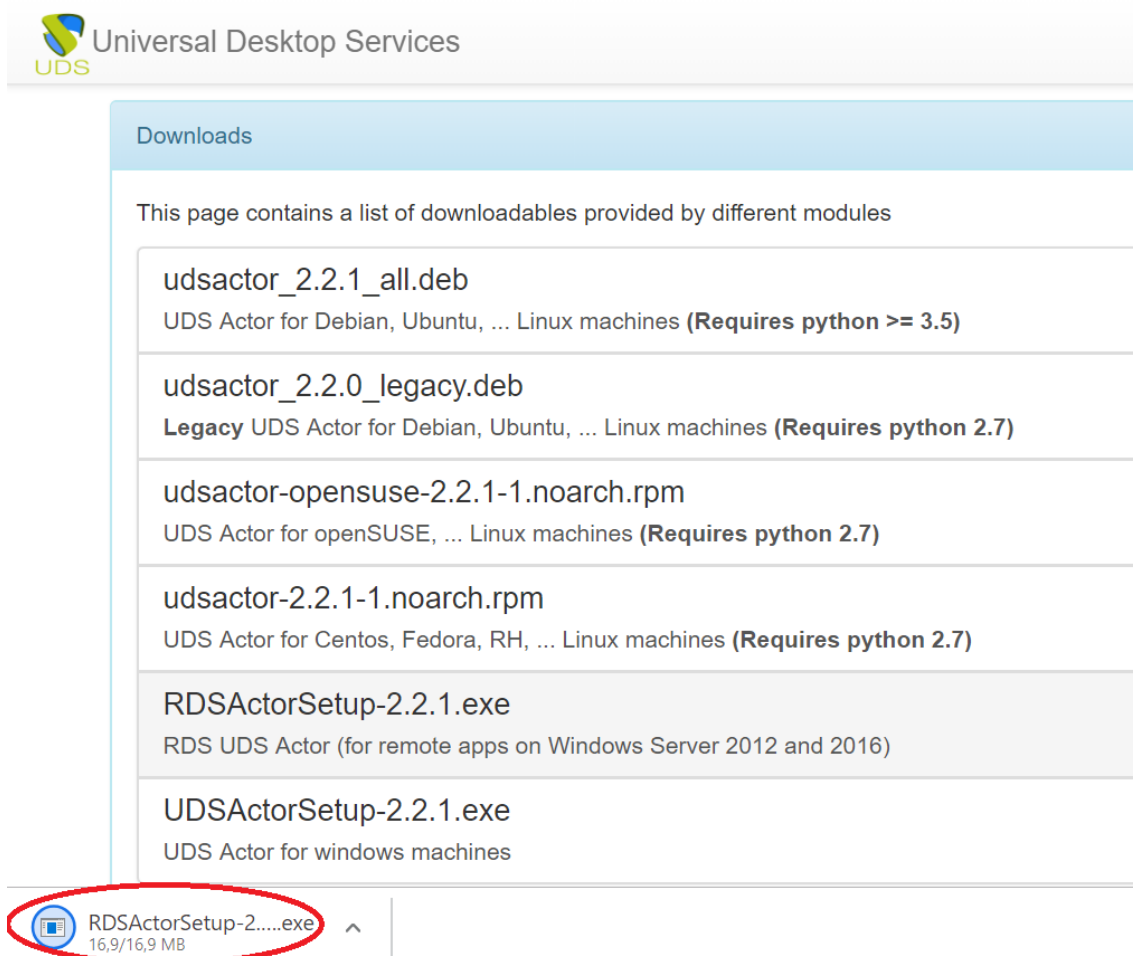 Universal Desktop Services
UDS
Downloads
This page contains a list of downloadables provided by different modules
udsactor_2.2.1_all.deb
UDS Actor for Debian, Ubuntu, ... Linux machines (Requires python >= 3.5)
udsactor_2.2.0_legacy.deb
Legacy UDS Actor for Debian, Ubuntu, ... Linux machines (Requires python 2.7)
udsactor-opensuse-2.2.1-1.noarch.rpm
UDS Actor for openSUSE, ... Linux machines (Requires python 2.7)
udsactor-2.2.1-1.noarch.rpm
UDS Actor for Centos, Fedora, RH, ... Linux machines (Requires python 2.7)
RDSActorSetup-2.2.1.exe
RDS UDS Actor (for remote apps on Windows Server 2012 and 2016)
UDSActorSetup-2.2.1.exe
UDS Actor for windows machines
RDSActorSetup-2.....exe
16,9/16,9 MB